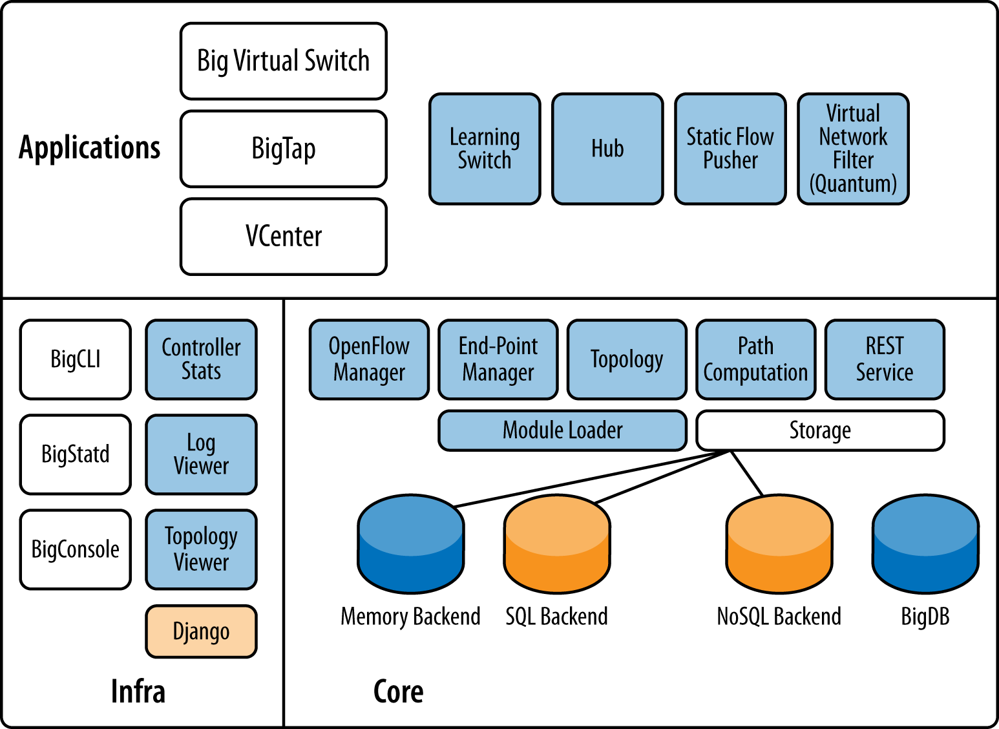 Applications
Big Virtual Switch
BigTap
VCenter
Learning
Switch
Hub
Static Flow
Pusher
Virtual
Network
Filter
(Quantum)
BigCLI
Controller
Stats
BigStatd
Log
Viewer
BigConsole
Topology
Viewer
Django
Infra
OpenFlow
Manager
End-Point
Manager
Topology
Path
Computation
REST
Service
Module Loader
Storage
Memory Backend
SQL Backend
NoSQL Backend
BigDB
Core